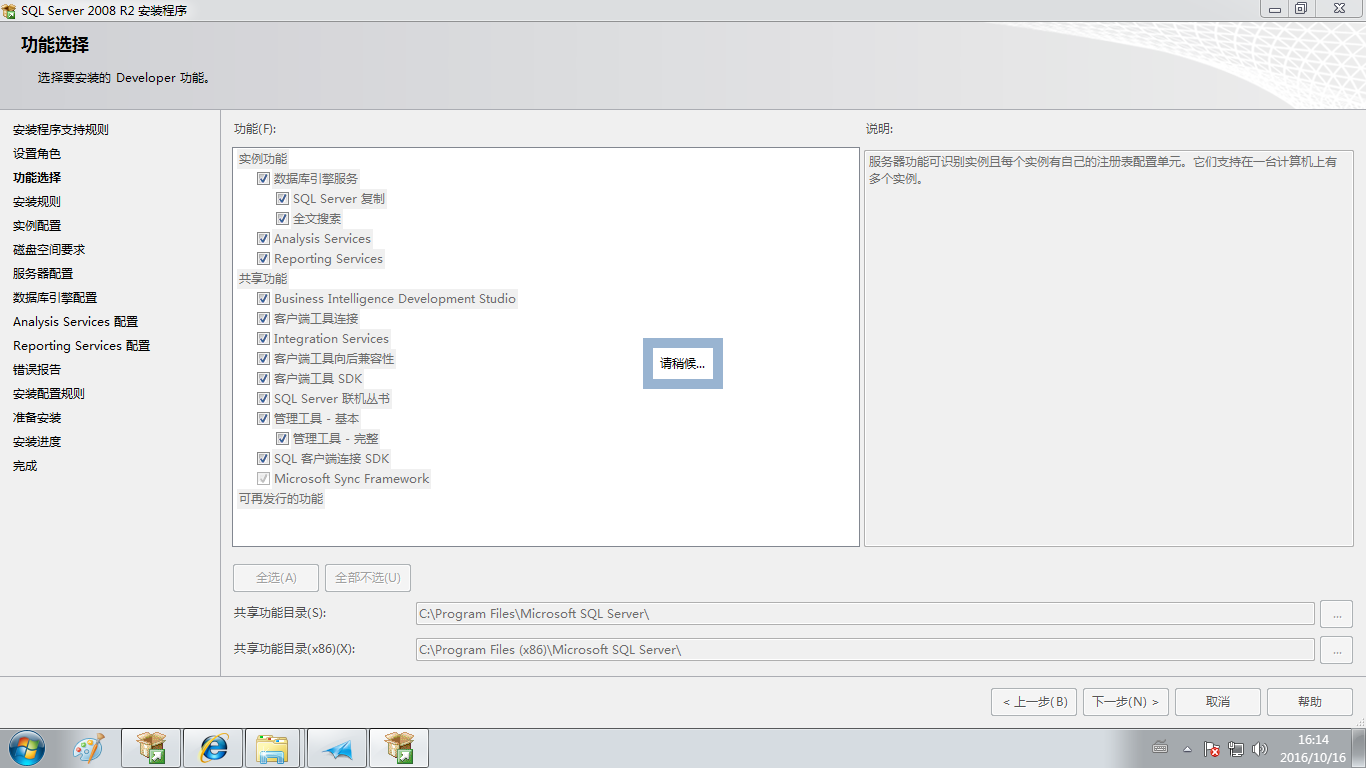 SQL Server 2008 R2 安装程序
功能选择
选择要安装的 Developer 功能。
安装程序支持规则
设置角色
功能选择
安装规则
实例配置
磁盘空间要求
服务器配置
数据库引擎配置
Analysis Services 配置
Reporting Services 配置
错误报告
安装配置规则
准备安装
安装进度
完成
功能(F):
实例功能
数据库引擎服务
SQL Server 复制
全文搜索
Analysis Services
Reporting Services
共享功能
Business Intelligence Development Studio
客户端工具连接
Integration Services
客户端工具向后兼容性
客户端工具 SDK
SQL Server 联机丛书
管理工具 - 基本
管理工具 - 完整
SQL 客户端连接 SDK
Microsoft Sync Framework
可再发行的功能
请稍候...
说明:
服务器功能可识别实例且每个实例有自己的注册表配置单元。它们支持在一台计算机上有
多个实例。
全选(A)
全部不选(U)
共享功能目录(S):
C:\Program Files\Microsoft SQL Server\
...
共享功能目录(x86)(X):
C:\Program Files (x86)\Microsoft SQL Server\
...
< 上一步(B)
下一步(N) >
取消
帮助
16:14
2016/10/16